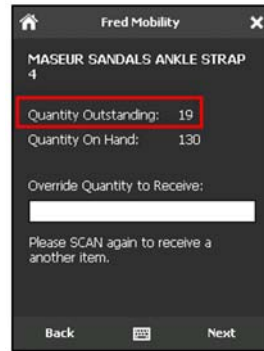 Fred Mobility
MASEUR SANDALS ANKLE STRAP
4
Quantity Outstanding: 19
Quantity On Hand: 130
Override Quantity to Receive:
Please SCAN again to receive a
another item.
Back Next